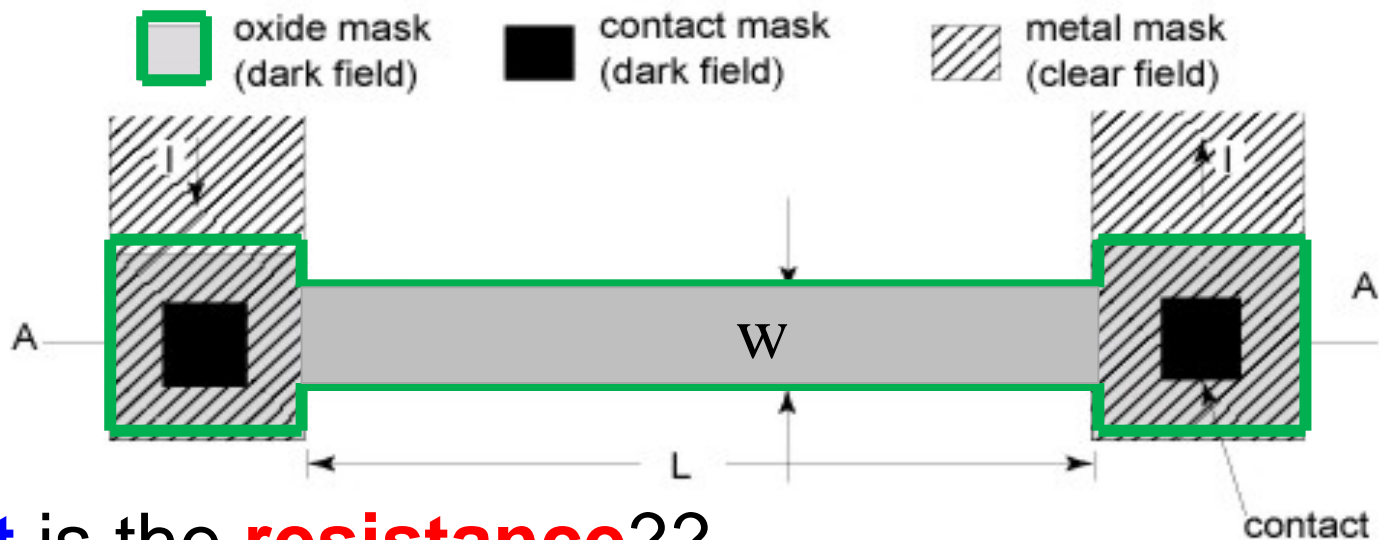 oxide mask
(dark field)
contact mask
(dark field)
metal mask
(clear field)
I
I
A
A
W
L
is the resistance??
contact